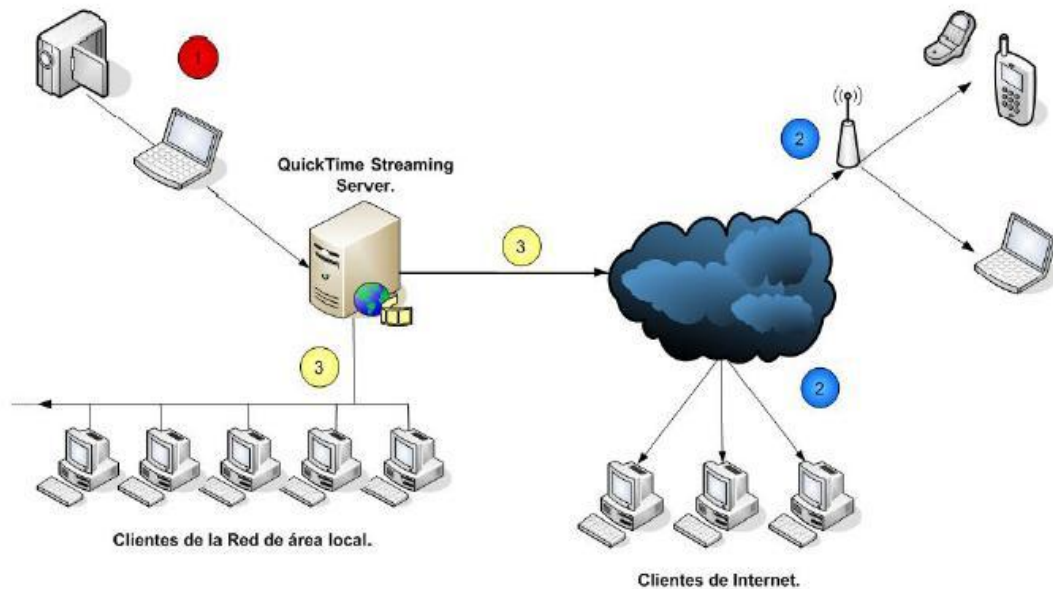 1
2
QuickTime Streaming
Server.
3
3
2
Clientes de la Red de área local.
Clientes de Internet.